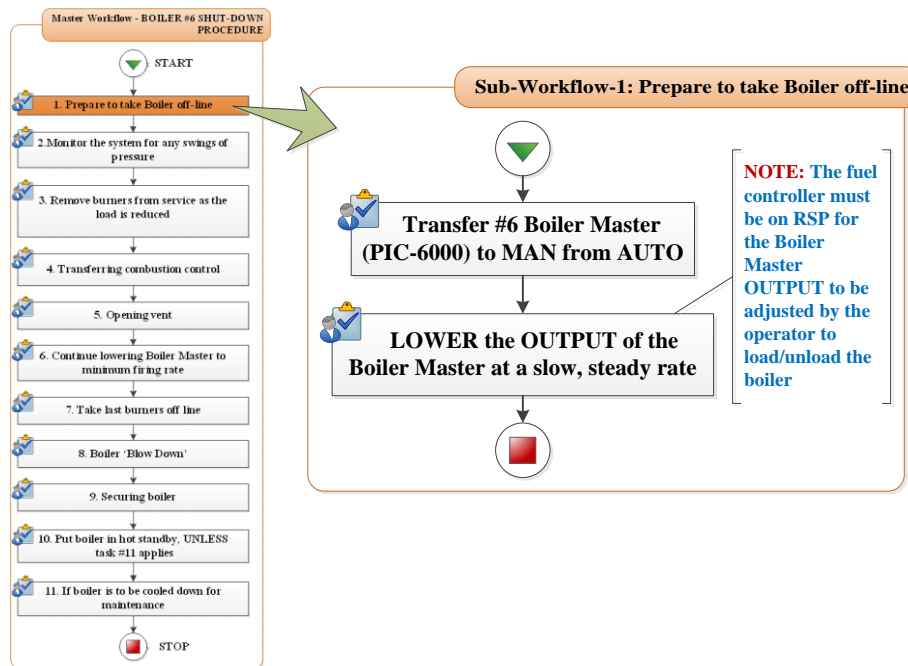 Master Workflow - BOILER #6 SHUT-DOWN
PROCEDURE
START
1. Prepare to take Boiler off-line
2.Monitor the system for any swings of
pressure
3. Remove burners from service as the
load is reduced
4. Transferring combustion control
5. Opening vent
6. Continue lowering Boiler Master to
minimum firing rate
7. Take last burners off line
8. Boiler ‘Blow Down’
9. Securing boiler
10. Put boiler in hot standby, UNLESS
task #11 applies
11. If boiler is to be cooled down for
maintenance
STOP
Sub-Workflow-1: Prepare to take Boiler off-line
Transfer #6 Boiler Master
(PIC-6000) to MAN from AUTO
LOWER the OUTPUT of the
Boiler Master at a slow, steady rate
NOTE: The fuel
controller must
be on RSP for
the Boiler
Master
OUTPUT to be
adjusted by the
operator to
load/unload the
boiler